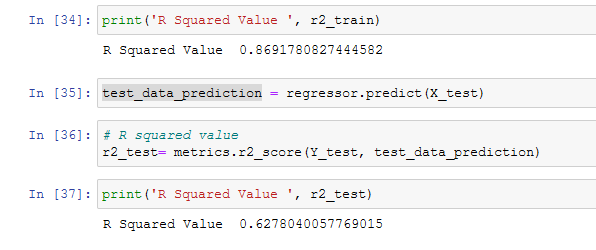 In [34]: print('R Squared Value ', r2_train)
R Squared Value  0.8691780827444582
In [35]: test_data_prediction = regressor.predict(X_test)
In [36]: # R squared value
r2_test= metrics.r2_score(Y_test, test_data_prediction)
In [37]: print('R Squared Value ', r2_test)
R Squared Value  0.6278040057769015